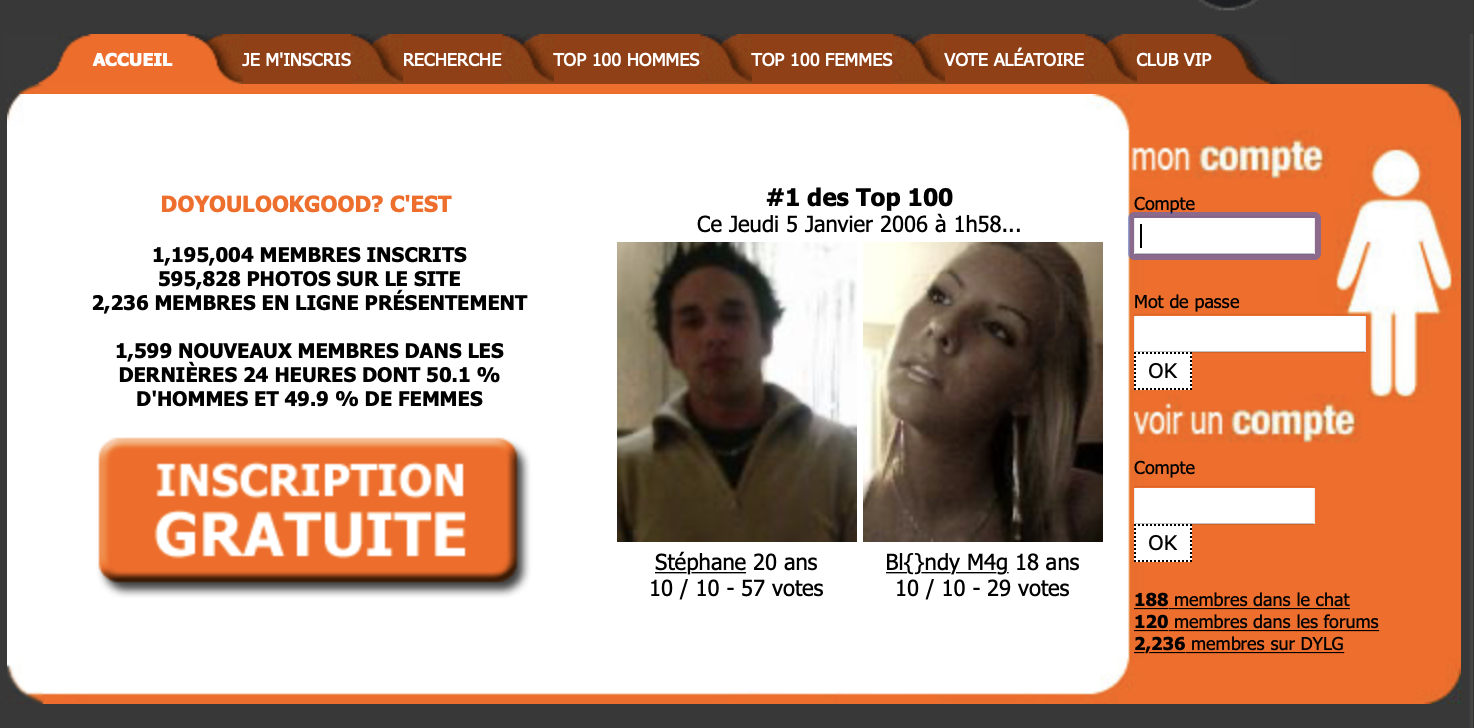 ACCUEIL
JE M'INSCRIS
RECHERCHE
TOP 100 HOMMES
TOP 100 FEMMES
VOTE ALÉATOIRE
CLUB VIP
DOYOULOOKGOOD? C'EST
1,195,004 MEMBRES INSCRITS
595,828 PHOTOS SUR LE SITE
2,236 MEMBRES EN LIGNE PRÉSENTEMENT
1,599 NOUVEAUX MEMBRES DANS LES
DERNIÈRES 24 HEURES DONT 50.1 %
D'HOMMES ET 49.9 % DE FEMMES
INSCRIPTION
GRATUITE
#1 des Top 100
Ce Jeudi 5 Janvier 2006 à 1h58...
Stéphane 20 ans
10 / 10 - 57 votes
Bl{}ndy M4g 18 ans
10 / 10 - 29 votes
mon compte
Compte
Mot de passe
OK
voir un compte
Compte
OK
188 membres dans le chat
120 membres dans les forums
2,236 membres sur DYLG